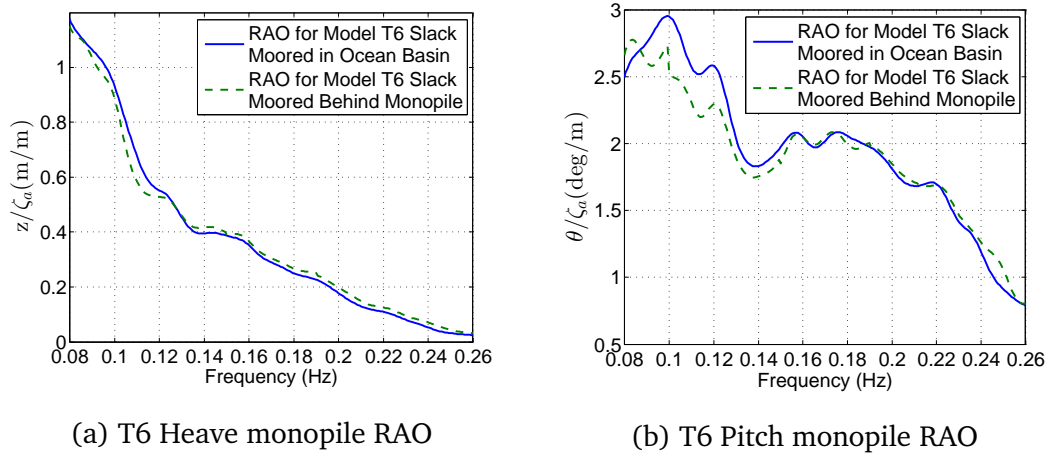 RAO for Model T6 Slack
Moored in Ocean Basin
RAO for Model T6 Slack
Moored Behind Monopile
z/ζa(m/m)
1
0.8
0.6
0.4
0.2
0
0.08 0.1 0.12 0.14 0.16 0.18 0.2 0.22 0.24 0.26
Frequency (Hz)
(a) T6 Heave monopile RAO
RAO for Model T6 Slack
Moored in Ocean Basin
RAO for Model T6 Slack
Moored Behind Monopile
θ/ζa(deg/m)
3
2.5
2
1.5
1
0.5
0.08 0.1 0.12 0.14 0.16 0.18 0.2 0.22 0.24 0.26
Frequency (Hz)
(b) T6 Pitch monopile RAO